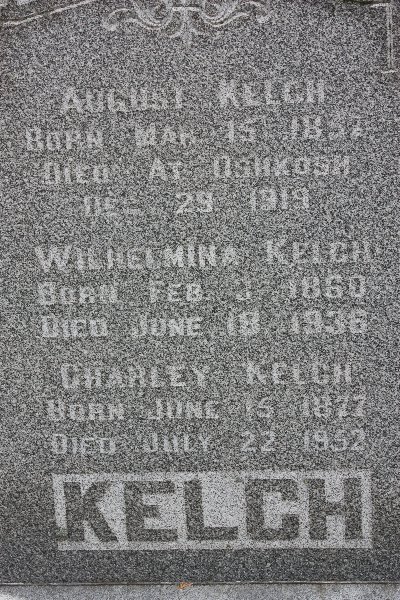 AUGUST KELCH
BORN MAR 15 1857
DIED AT OSHKOSH
DEC 29 1919
WILHELMINA KELCH
BORN FEB 3 1860
DIED JUNE 18 1936
CHARLEY KELCH
BORN JUNE 15 1877
DIED JULY 22 1952
KELCH